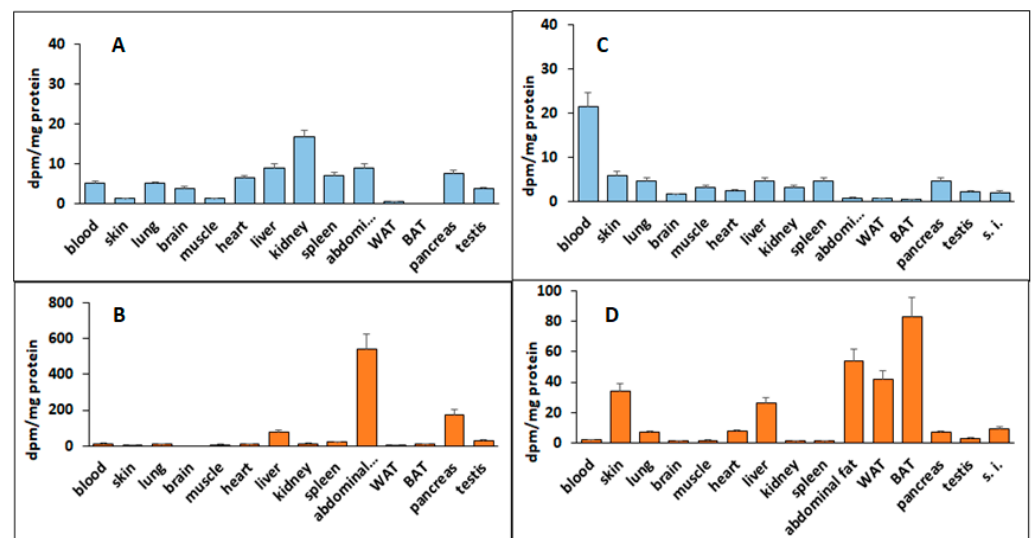 A
dpm/mg protein
40
30
20
10
0
blood
skin
lung
brain
muscle
heart
liver
kidney
spleen
abdomi...
WAT
BAT
pancreas
testis
C
dpm/mg protein
40
30
20
10
0
blood
skin
lung
brain
muscle
heart
liver
kidney
spleen
abdomi...
WAT
BAT
pancreas
testis
s. i.
B
dpm/mg protein
800
600
400
200
0
blood
skin
lung
brain
muscle
heart
liver
kidney
spleen
abdominal...
WAT
BAT
pancreas
testis
D
dpm/mg protein
100
80
60
40
20
0
blood
skin
lung
brain
muscle
heart
liver
kidney
spleen
abdominal fat
WAT
BAT
pancreas
testis
s. i.